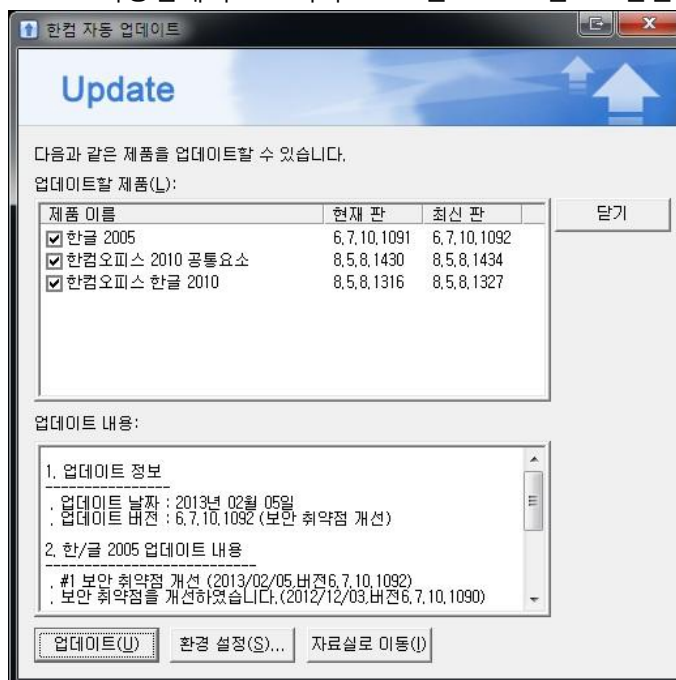 한컴 자동 업데이트
Update
다음과 같은 제품을 업데이트할 수 있습니다.
업데이트할 제품(L):
제품 이름 현재 판 최신 판
닫기
한글 2005 6,7,10,1091 6,7,10,1092
한컴오피스 2010 공통요소 8,5,8,1430 8,5,8,1434
한컴오피스 한글 2010 8,5,8,1316 8,5,8,1327
업데이트 내용:
1. 업데이트 정보
----------------
. 업데이트 날짜 : 2013년 02월 05일
. 업데이트 버전 : 6,7,10,1092 (보안 취약점 개선)
2. 한/글 2005 업데이트 내용
---------------------------
. #1 보안 취약점 개선 (2013/02/05,버전6,7,10,1092)
. 보안 취약점을 개선하였습니다.(2012/12/03,버전6,7,10,1090)
업데이트(U) 환경 설정(S)... 자료실로 이동(I)